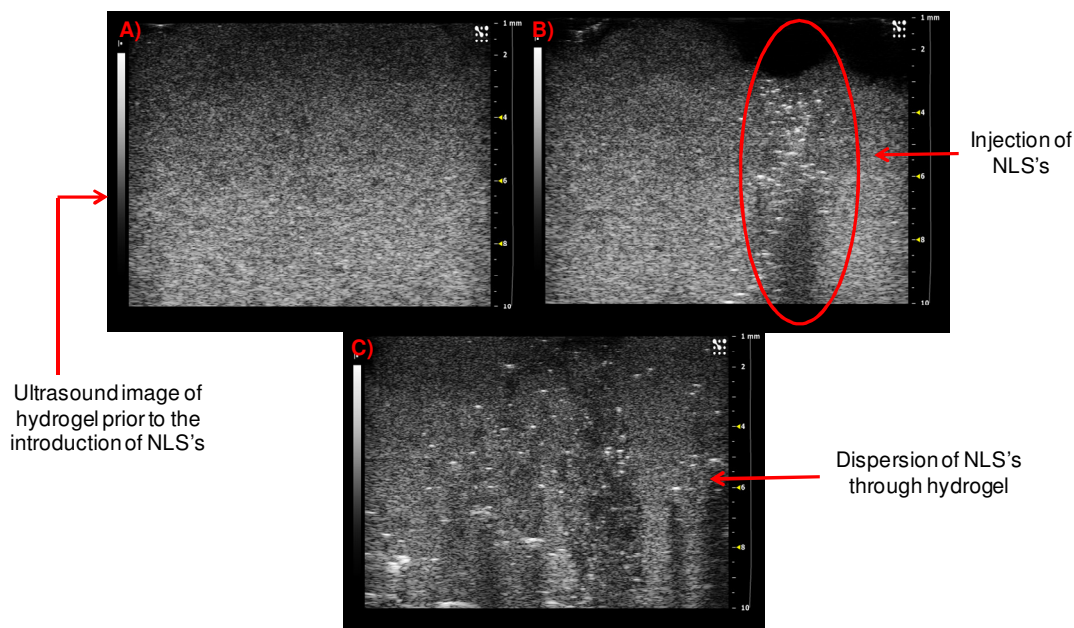 A)
1 mm
2
4
6
8
10
B)
1 mm
2
4
6
8
10
Injection of
NLS's
Ultrasound image of
hydrogel prior to the
introduction of NLS's
C)
1 mm
2
4
6
8
10
Dispersion of NLS's
through hydrogel